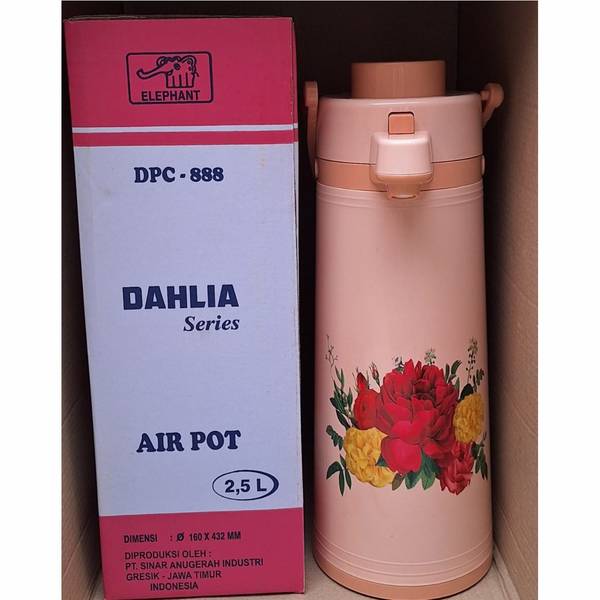 ELEPHANT
DPC - 888
DAHLIA
Series
AIR POT
2,5 L
DIMENSI : Ø 160 X 432 MM
DIPRODUKSI OLEH :
PT. SINAR ANUGERAH INDUSTRI
GRESIK - JAWA TIMUR
INDONESIA